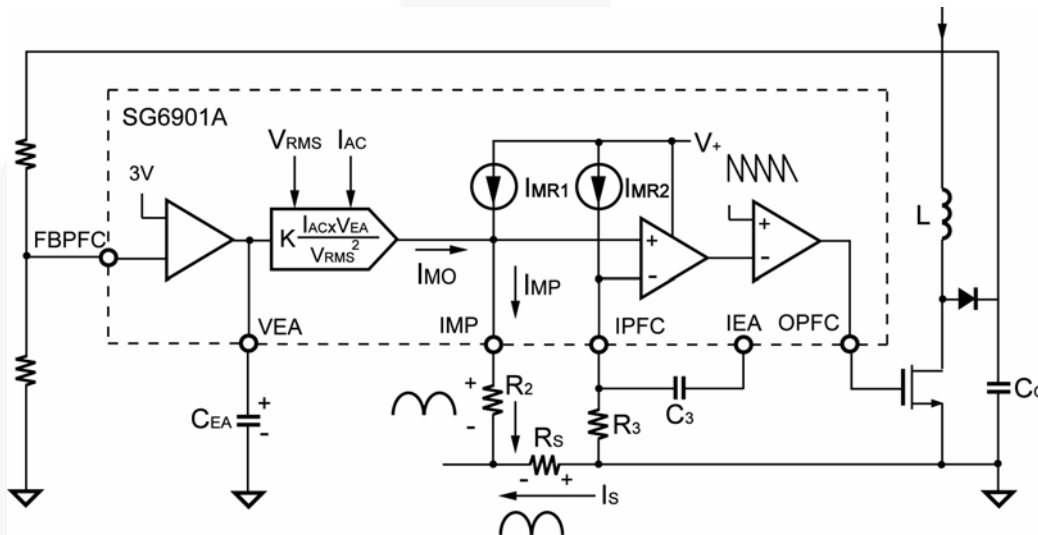 SG6901A
VRMS IAC
V+
3V
IMR1 IMR2
L
FBPFC
K IACxVEA
VRMS2
+
-
+
-
IMO
IMP
VEA
IMP
IPFC
IEA
OPFC
CEA
+
-
+
-
R2
R3
C3
RS
-
+
IS